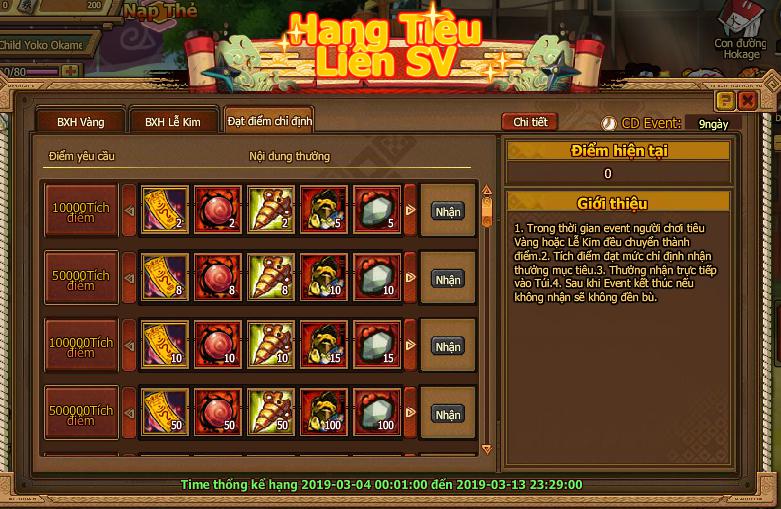 200
Nạp Thẻ
Child Yoko Okame
0/80
Hạng Tiêu
Liên SV
Con đường
Hokage
BXH Vàng
BXH Lễ Kim
Đạt điểm chỉ định
Chi tiết
CD Event:
9ngày
Điểm yêu cầu
Nội dung thưởng
Điểm hiện tại
0
Giới thiệu
1. Trong thời gian event người chơi tiêu
Vàng hoặc Lễ Kim đều chuyển thành
điểm.2. Tích điểm đạt mức chỉ định nhận
thưởng mục tiêu.3. Thưởng nhận trực tiếp
vào Túi.4. Sau khi Event kết thúc nếu
không nhận sẽ không đền bù.
10000Tích
điểm
2 2 2 5 5
Nhận
50000Tích
điểm
8 8 8 10 10
Nhận
100000Tích
điểm
10 10 10 15 15
Nhận
500000Tích
điểm
50 50 50 100 100
Nhận
Time thống kê hạng 2019-03-04 00:01:00 đến 2019-03-13 23:29:00